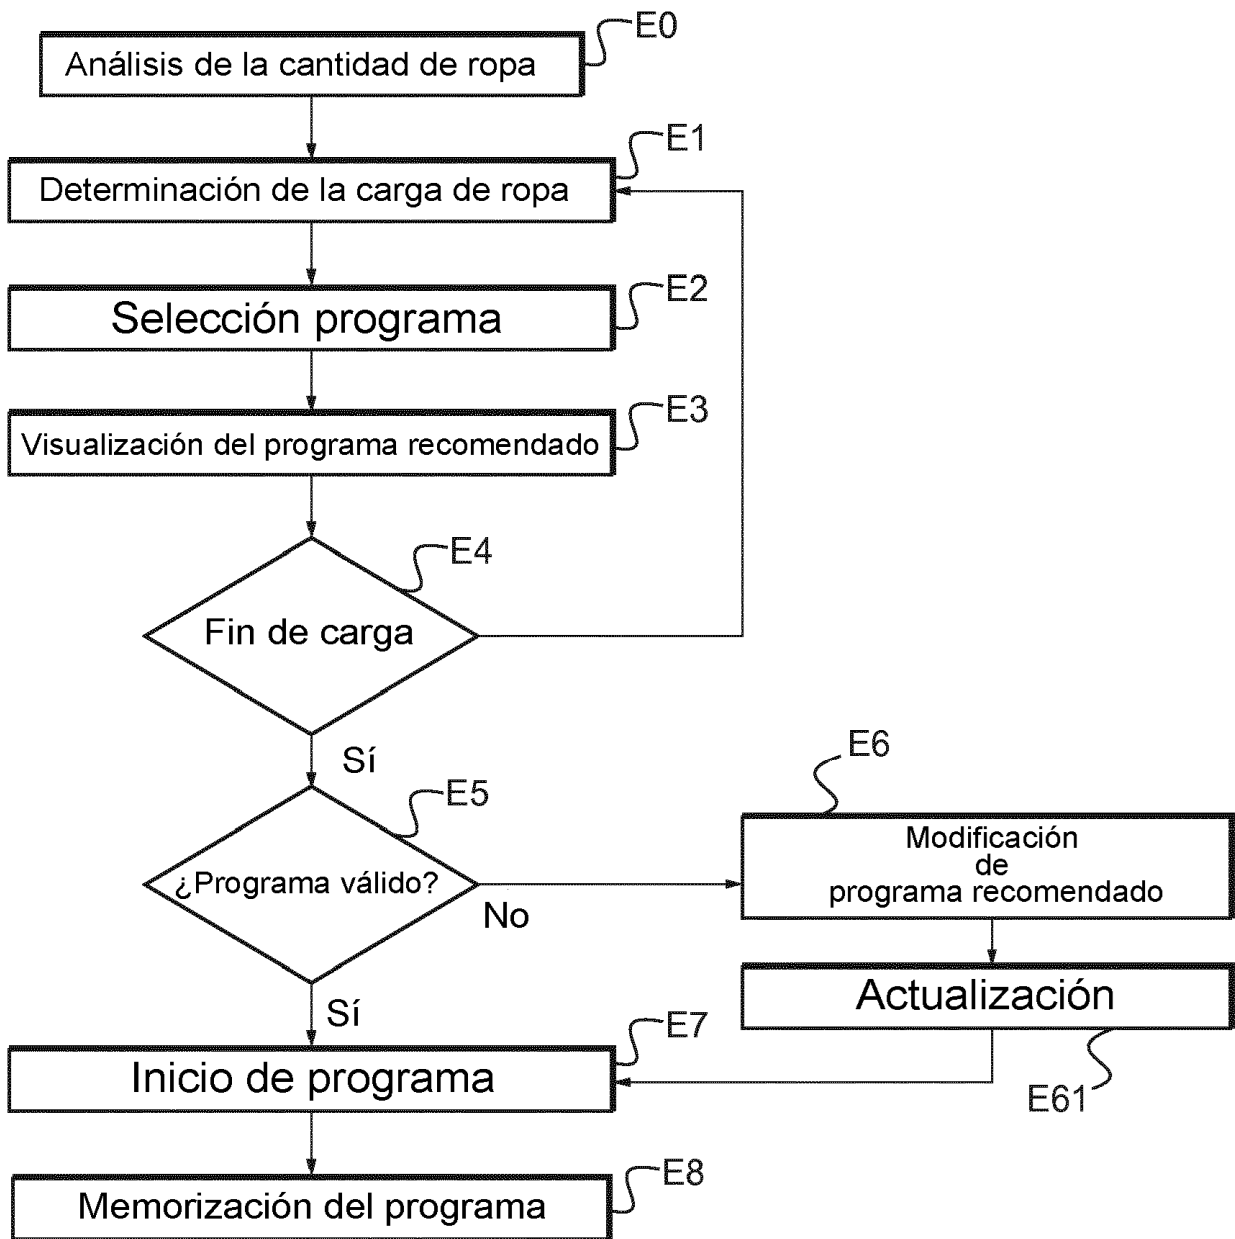 E0
Análisis de la cantidad de ropa
E1
Determinación de la carga de ropa
E2
Selección programa
E3
Visualización del programa recomendado
E4
Fin de carga
Sí
E5
¿Programa válido?
No
E6
Modificación
de
programa recomendado
Actualización
E61
Sí
E7
Inicio de programa
E8
Memorización del programa